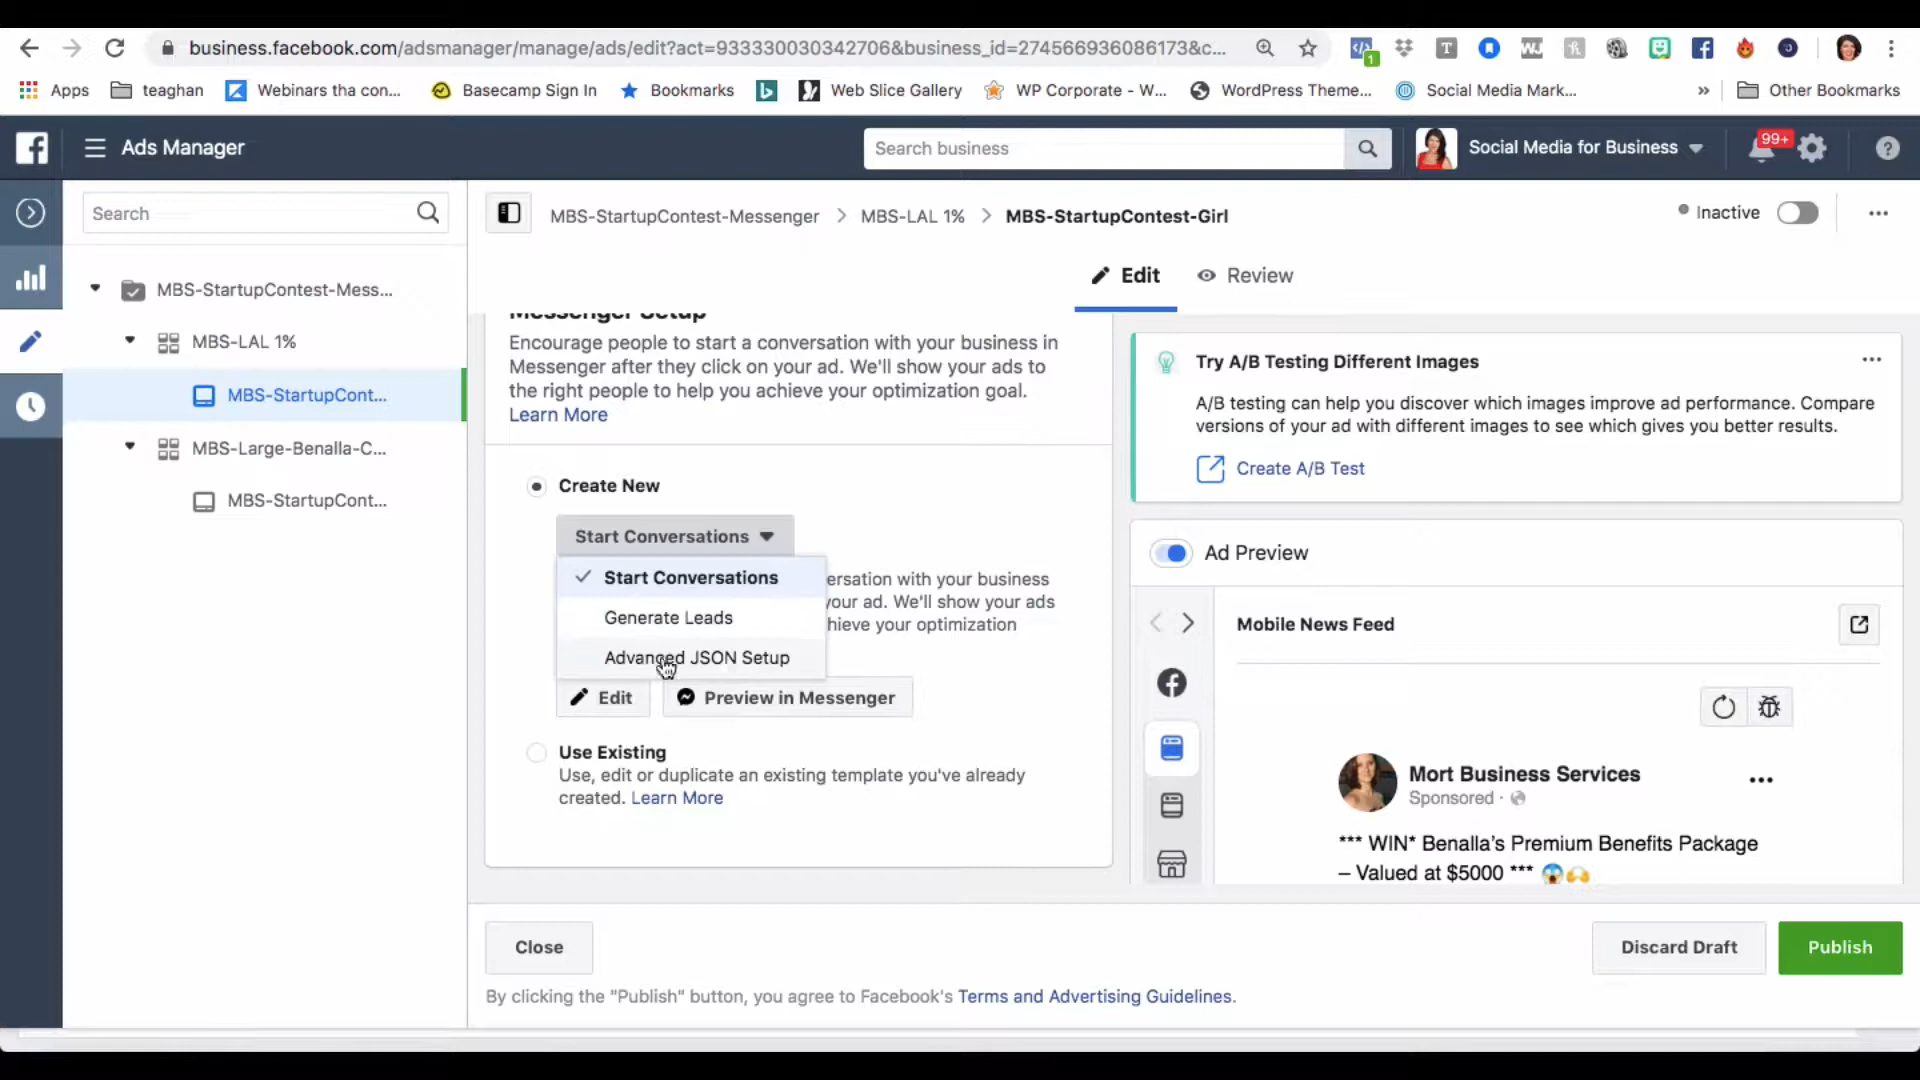 business.facebook.com/adsmanager/manage/ads/edit?act=933330030342706&business_id=274566936086173&c...
1
T
Apps
teaghan
Webinars tha con...
Basecamp Sign In
Bookmarks
Web Slice Gallery
WP Corporate - W...
WordPress Theme...
Social Media Mark...
»
Other Bookmarks
Ads Manager
Search business
Social Media for Business
99+
Search
MBS-StartupContest-Mess...
MBS-LAL 1%
MBS-StartupCont...
MBS-Large-Benalla-C...
MBS-StartupCont...
MBS-StartupContest-Messenger > MBS-LAL 1% > MBS-StartupContest-Girl
Inactive
Edit
Review
Messenger Setup
Encourage people to start a conversation with your business in
Messenger after they click on your ad. We'll show your ads to
the right people to help you achieve your optimization goal.
Learn More
Create New
Start Conversations
Start Conversations
Generate Leads
Advanced JSON Setup
ersation with your business
your ad. We'll show your ads
hieve your optimization
Edit
Preview in Messenger
Use Existing
Use, edit or duplicate an existing template you've already
created. Learn More
Try A/B Testing Different Images
A/B testing can help you discover which images improve ad performance. Compare
versions of your ad with different images to see which gives you better results.
Create A/B Test
Ad Preview
Mobile News Feed
Mort Business Services
Sponsored ·
*** WIN* Benalla's Premium Benefits Package
– Valued at $5000 *** 😱🙌
Close
Discard Draft
Publish
By clicking the "Publish" button, you agree to Facebook's Terms and Advertising Guidelines.